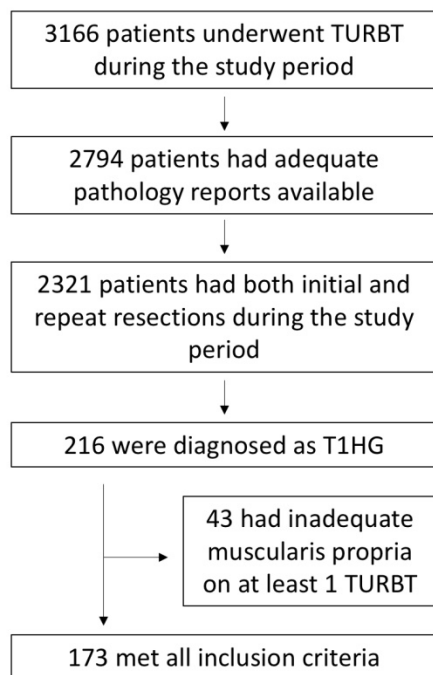 3166 patients underwent TURBT
during the study period
2794 patients had adequate
pathology reports available
2321 patients had both initial and
repeat resections during the study
period
216 were diagnosed as T1HG
43 had inadequate
muscularis propria
on at least 1 TURBT
173 met all inclusion criteria